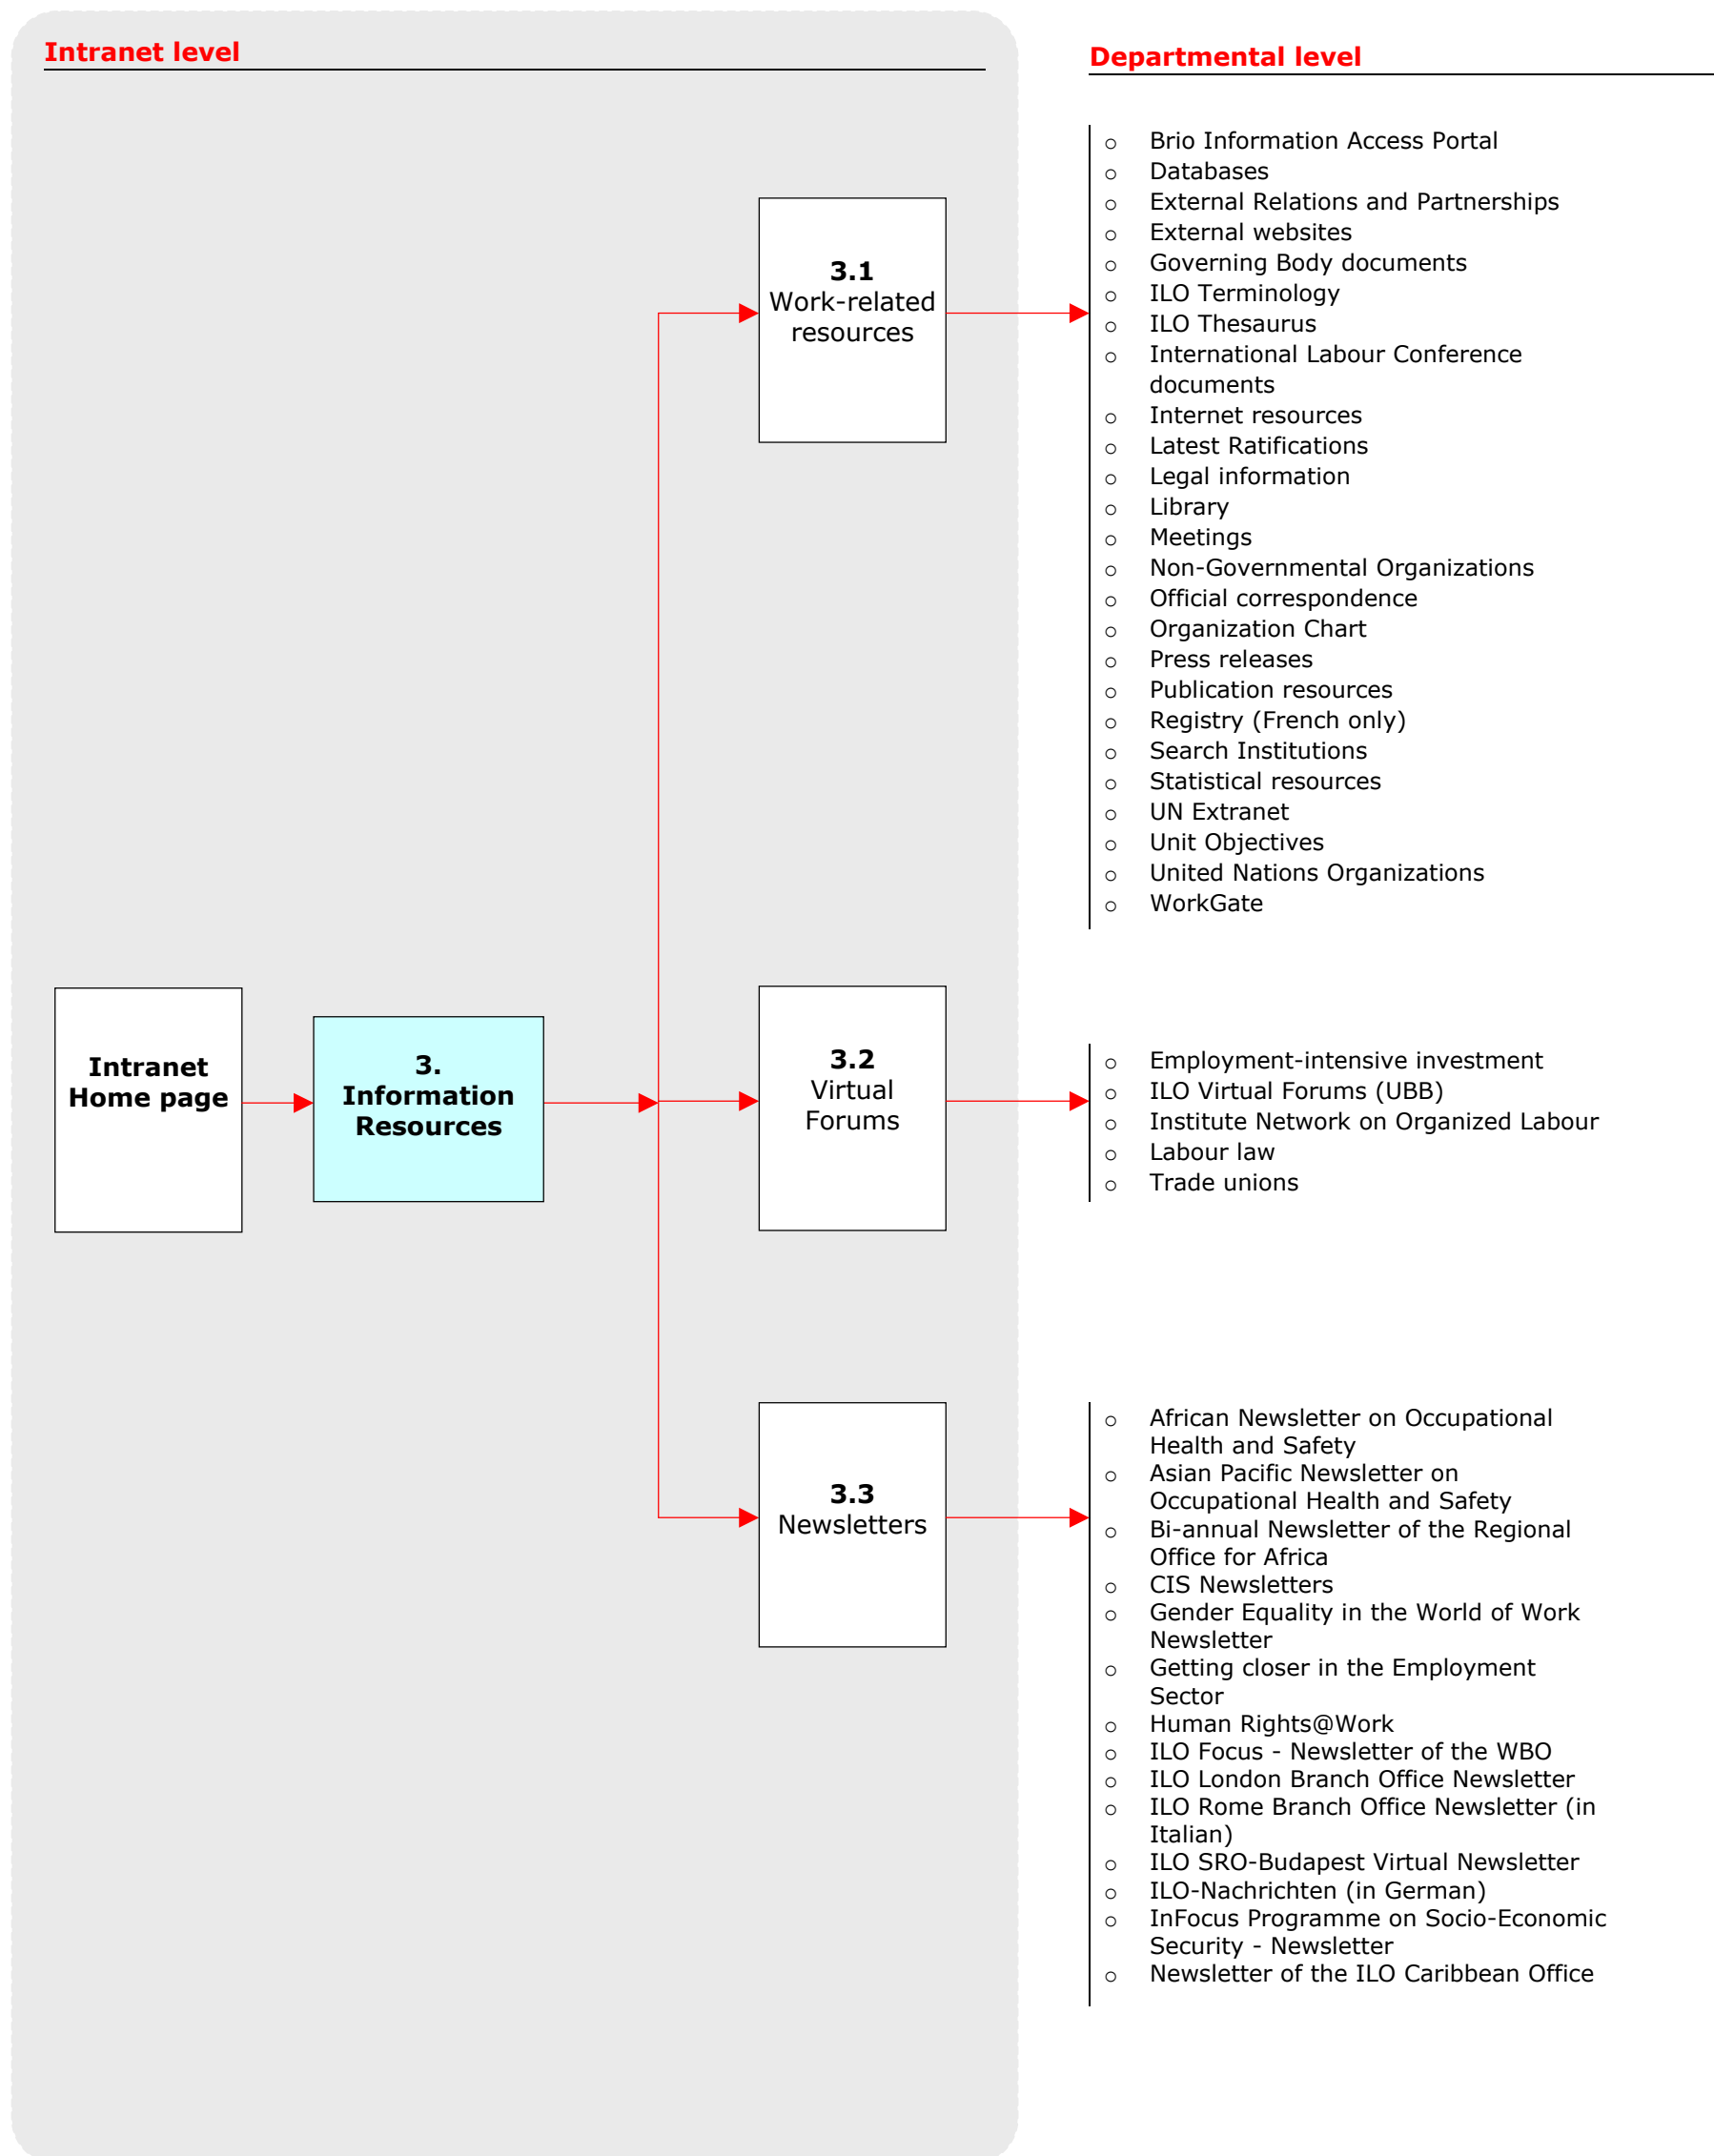 Intranet level
Departmental level
o Brio Information Access Portal
o Databases
o External Relations and Partnerships
o External websites
o Governing Body documents
o ILO Terminology
o ILO Thesaurus
o International Labour Conference
documents
o Internet resources
o Latest Ratifications
o Legal information
o Library
o Meetings
o Non-Governmental Organizations
o Official correspondence
o Organization Chart
o Press releases
o Publication resources
o Registry (French only)
o Search Institutions
o Statistical resources
o UN Extranet
o Unit Objectives
o United Nations Organizations
o WorkGate
3.1
Work-related
resources
Intranet
Home page
3.
Information
Resources
3.2
Virtual
Forums
o Employment-intensive investment
o ILO Virtual Forums (UBB)
o Institute Network on Organized Labour
o Labour law
o Trade unions
3.3
Newsletters
o African Newsletter on Occupational
Health and Safety
o Asian Pacific Newsletter on
Occupational Health and Safety
o Bi-annual Newsletter of the Regional
Office for Africa
o CIS Newsletters
o Gender Equality in the World of Work
Newsletter
o Getting closer in the Employment
Sector
o Human Rights@Work
o ILO Focus - Newsletter of the WBO
o ILO London Branch Office Newsletter
o ILO Rome Branch Office Newsletter (in
Italian)
o ILO SRO-Budapest Virtual Newsletter
o ILO-Nachrichten (in German)
o InFocus Programme on Socio-Economic
Security - Newsletter
o Newsletter of the ILO Caribbean Office